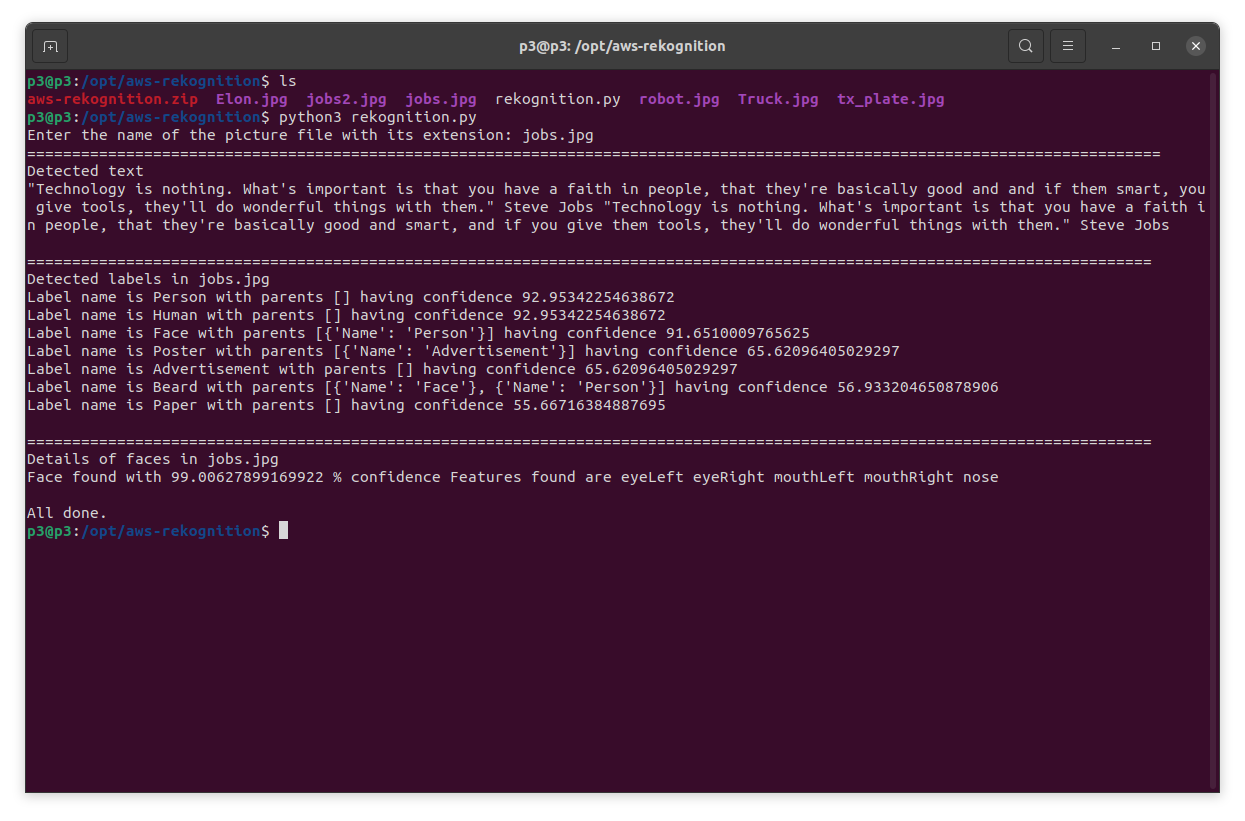 p3@p3: /opt/aws-rekognition
p3@p3:/opt/aws-rekognition$ ls
aws-rekognition.zip  Elon.jpg  jobs2.jpg  jobs.jpg  rekognition.py  robot.jpg  Truck.jpg  tx_plate.jpg
p3@p3:/opt/aws-rekognition$ python3 rekognition.py
Enter the name of the picture file with its extension: jobs.jpg
==============================================================================================================================
Detected text
"Technology is nothing. What's important is that you have a faith in people, that they're basically good and and if them smart, you
 give tools, they'll do wonderful things with them." Steve Jobs "Technology is nothing. What's important is that you have a faith i
n people, that they're basically good and smart, and if you give them tools, they'll do wonderful things with them." Steve Jobs
=============================================================================================================================
Detected labels in jobs.jpg
Label name is Person with parents [] having confidence 92.95342254638672
Label name is Human with parents [] having confidence 92.95342254638672
Label name is Face with parents [{'Name': 'Person'}] having confidence 91.6510009765625
Label name is Poster with parents [{'Name': 'Advertisement'}] having confidence 65.62096405029297
Label name is Advertisement with parents [] having confidence 65.62096405029297
Label name is Beard with parents [{'Name': 'Face'}, {'Name': 'Person'}] having confidence 56.933204650878906
Label name is Paper with parents [] having confidence 55.66716384887695
=============================================================================================================================
Details of faces in jobs.jpg
Face found with 99.00627899169922 % confidence Features found are eyeLeft eyeRight mouthLeft mouthRight nose
All done.
p3@p3:/opt/aws-rekognition$